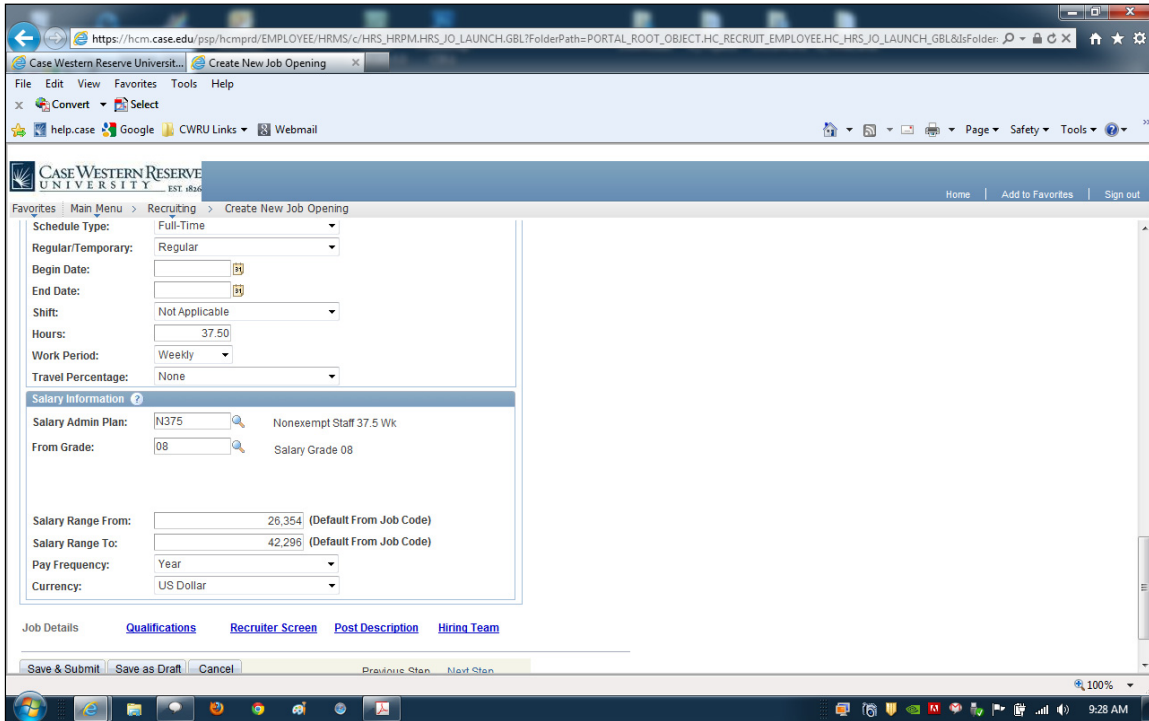 https://hcm.case.edu/psp/hcmprd/EMPLOYEE/HRMS/c/HRS_HRPM.HRS_JO_LAUNCH.GBL?FolderPath=PORTAL_ROOT_OBJECT.HC_RECRUIT_EMPLOYEE.HC_HRS_JO_LAUNCH_GBL&IsFolder:
Case Western Reserve Universit... Create New Job Opening ×
File Edit View Favorites Tools Help
x Convert Select
help.case Google CWRU Links Webmail Page Safety Tools
CASE WESTERN RESERVE
UNIVERSITY EST. 1826
Home | Add to Favorites | Sign out
Favorites Main Menu > Recruiting > Create New Job Opening
Schedule Type: Full-Time
Regular/Temporary: Regular
Begin Date: 31
End Date: 31
Shift: Not Applicable
Hours: 37.50
Work Period: Weekly
Travel Percentage: None
Salary Information ?
Salary Admin Plan: N375 Nonexempt Staff 37.5 Wk
From Grade: 08 Salary Grade 08
Salary Range From: 26,354 (Default From Job Code)
Salary Range To: 42,296 (Default From Job Code)
Pay Frequency: Year
Currency: US Dollar
Job Details Qualifications Recruiter Screen Post Description Hiring Team
Save & Submit Save as Draft Cancel Previous Step Next Step
100%
9:28 AM